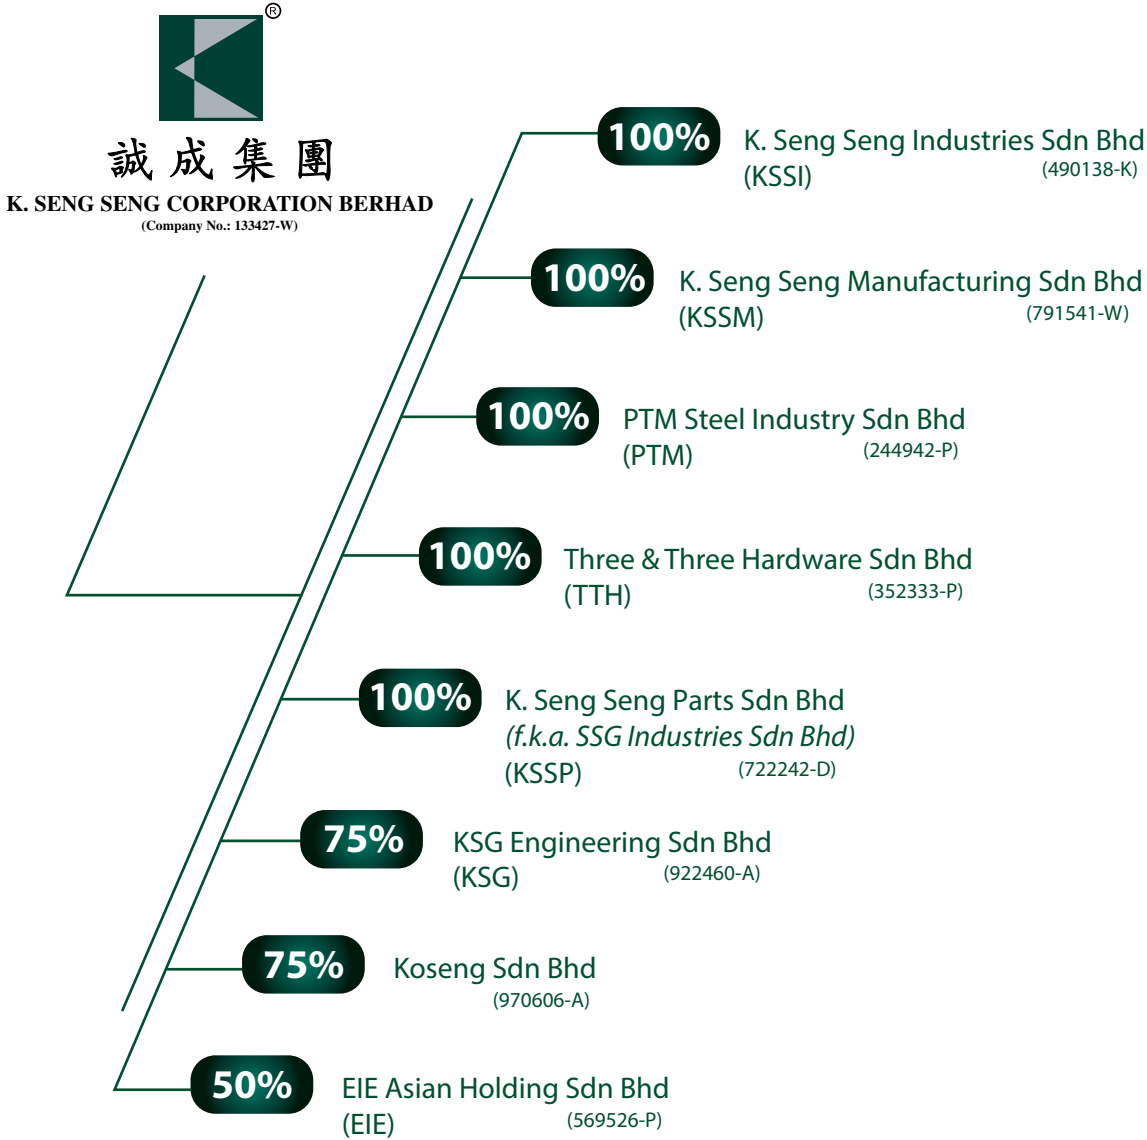 ®
誠成集團
K. SENG SENG CORPORATION BERHAD
(Company No.: 133427-W)
100%
K. Seng Seng Industries Sdn Bhd
(KSSI)
(490138-K)
100%
K. Seng Seng Manufacturing Sdn Bhd
(KSSM)
(791541-W)
100%
PTM Steel Industry Sdn Bhd
(PTM)
(244942-P)
100%
Three & Three Hardware Sdn Bhd
(TTH)
(352333-P)
100%
K. Seng Seng Parts Sdn Bhd
(f.k.a. SSG Industries Sdn Bhd)
(KSSP)
(722242-D)
75%
KSG Engineering Sdn Bhd
(KSG)
(922460-A)
75%
Koseng Sdn Bhd
(970606-A)
50%
EIE Asian Holding Sdn Bhd
(EIE)
(569526-P)